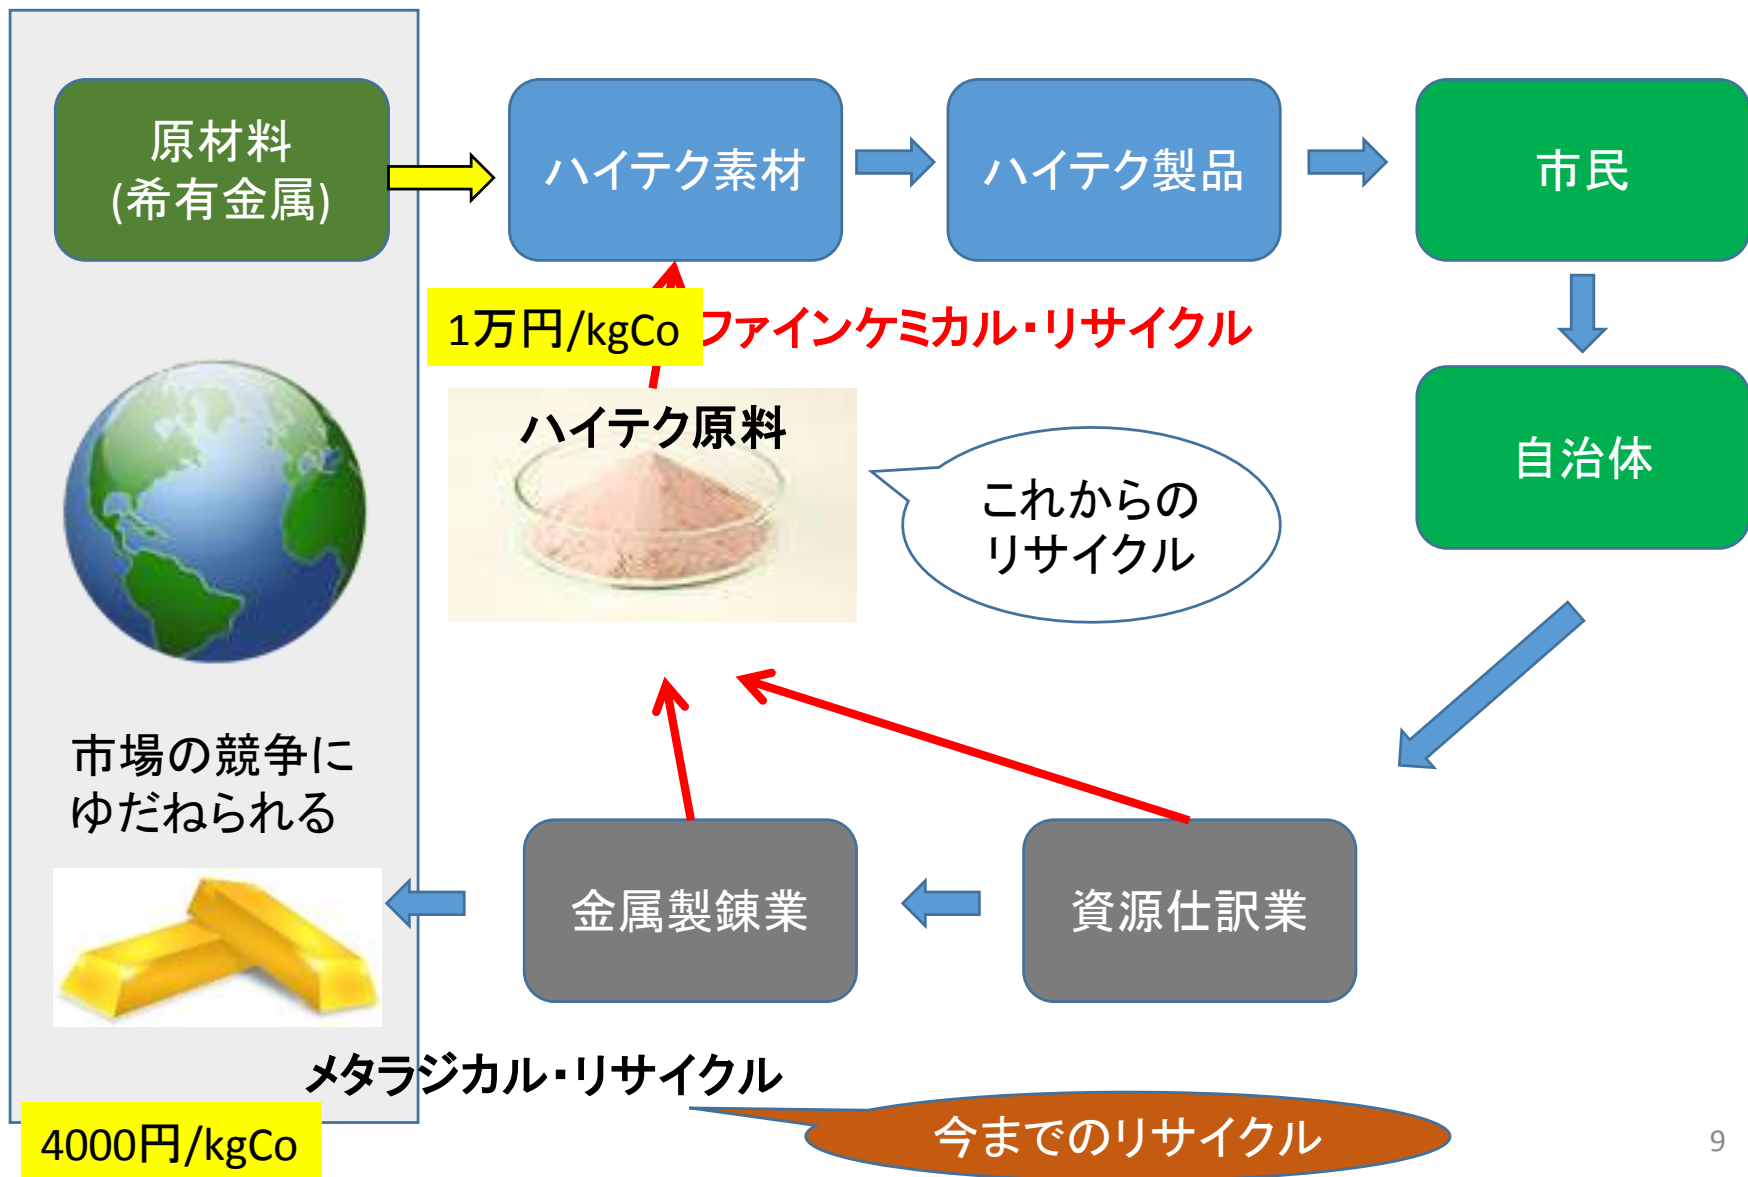 原材料
(希有金属)
ハイテク素材
ハイテク製品
市民
1万円/kgCo
ファインケミカル・リサイクル
ハイテク原料
自治体
これからの
リサイクル
市場の競争に
ゆだねられる
金属製錬業
資源仕訳業
メタラジカル・リサイクル
4000円/kgCo
今までのリサイクル
9